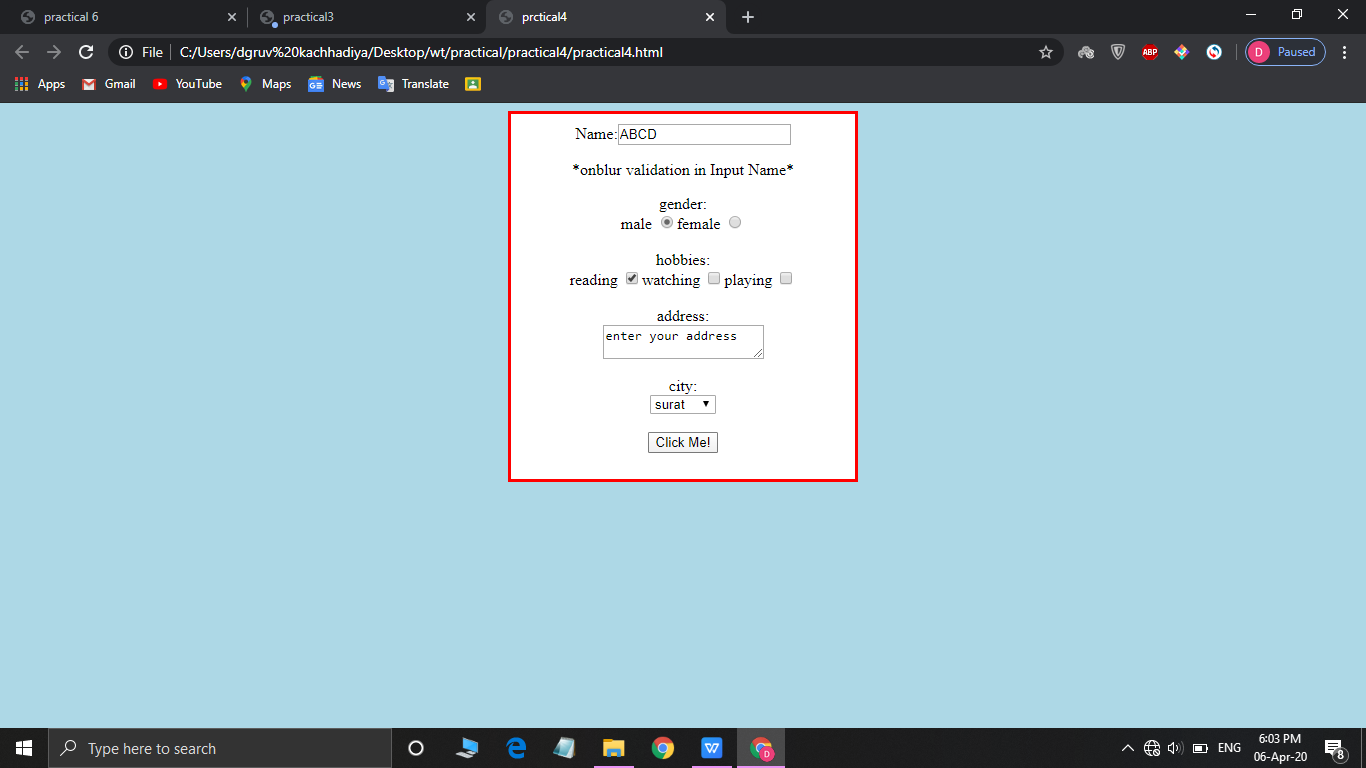 practical 6
practical3
prctical4
File
C:/Users/dgruv%20kachhadiya/Desktop/wt/practical/practical4/practical4.html
ABP
D
Paused
Apps
Gmail
YouTube
Maps
News
Translate
Name:ABCD
*onblur validation in Input Name*
gender:
male female
hobbies:
reading watching playing
address:
enter your address
city:
surat
Click Me!
Type here to search
W
D
ENG
6:03 PM
06-Apr-20
8